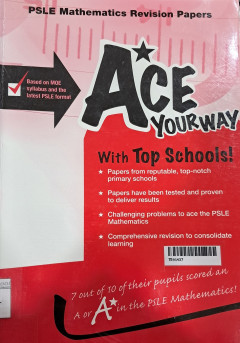 PSLE Mathematics Revision Papers
Based on MOE
syllabus and the
latest PSLE format
ACE
YOUR WAY
With Top Schools!
★ Papers from reputable, top-notch
primary schools
★ Papers have been tested and proven
to deliver results
★ Challenging problems to ace the PSLE
Mathematics
★ Comprehensive revision to consolidate
learning
7 out of 10 of their pupils scored an
A or A★ in the PSLE Mathematics!